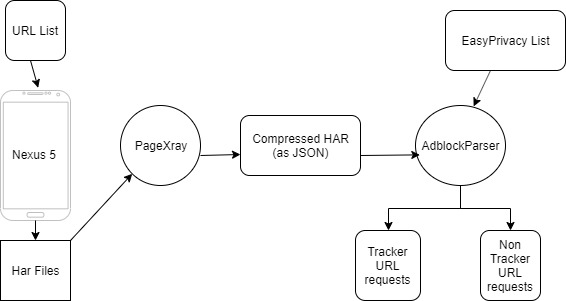 URL List
EasyPrivacy List
Nexus 5
PageXray
Compressed HAR
(as JSON)
AdblockParser
Har Files
Tracker
URL
requests
Non
Tracker
URL
requests